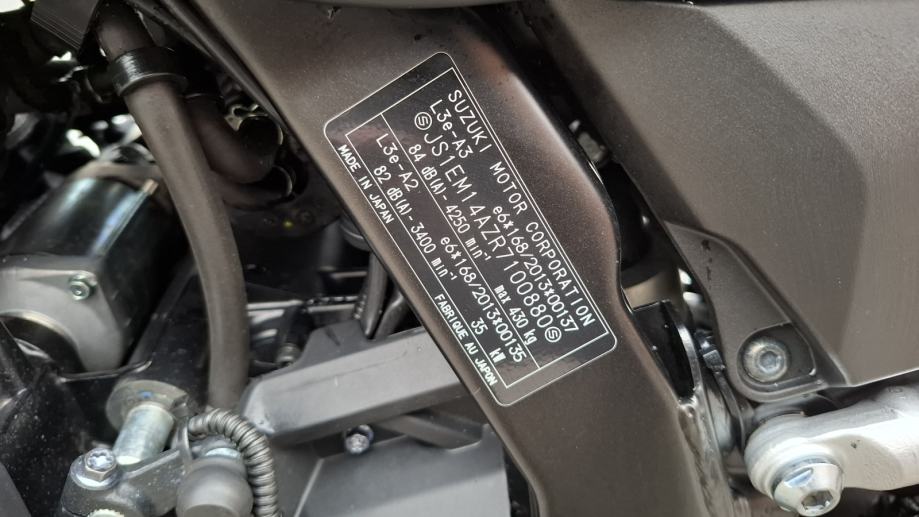 SUZUKI MOTOR CORPORATION
L3e-A3 e6*168/2013*00137
ⓈJS1EM14AZR7100880Ⓢ
84 dB(A) - 4250 min⁻¹ max 430 kg
L3e-A2 e6*168/2013*00135
82 dB(A) - 3400 min⁻¹ 35 kW
MADE IN JAPAN FABRIQUE AU JAPON